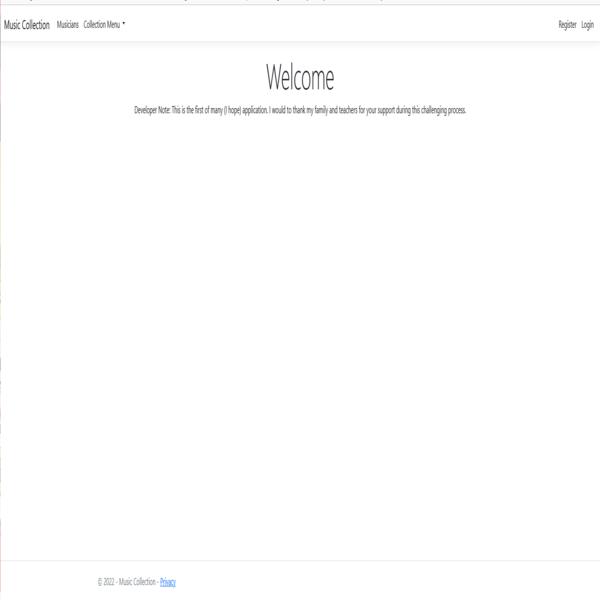 Music Collection Musicians Collection Menu Register Login
Welcome
Developer Note: This is the first of many (I hope) application. I would to thank my family and teachers for your support during this challenging process.
© 2022 - Music Collection - Privacy